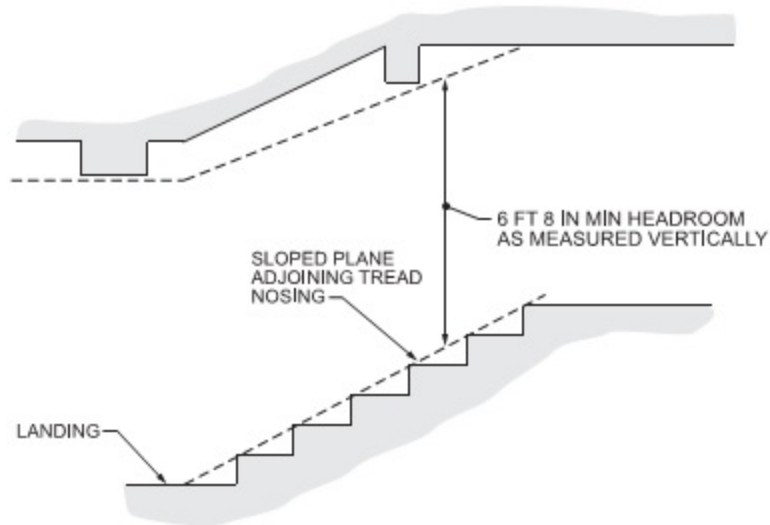 6 FT 8 IN MIN HEADROOM
AS MEASURED VERTICALLY
SLOPED PLANE
ADJOINING TREAD
NOSING
LANDING